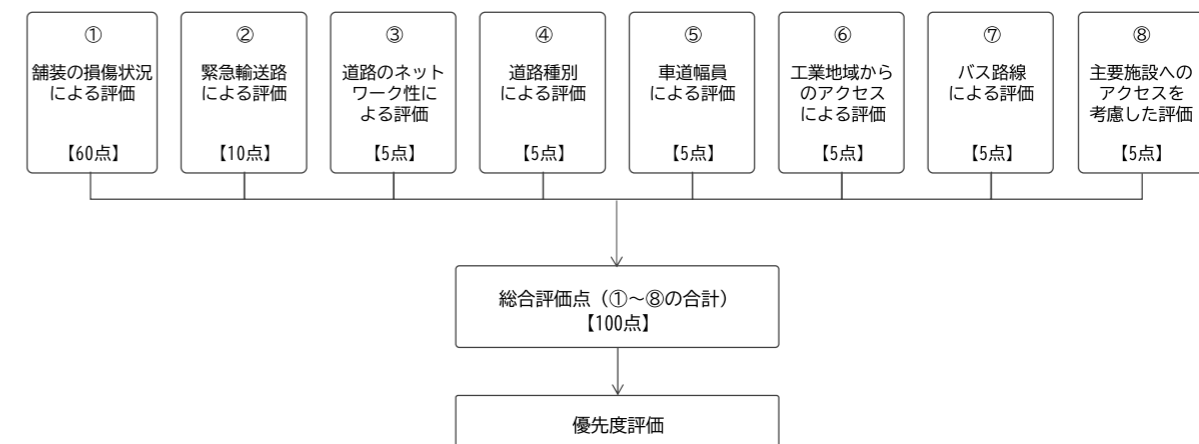 ①
舗装の損傷状況
による評価
【60点】
②
緊急輸送路
による評価
【10点】
③
道路のネット
ワーク性に
よる評価
【5点】
④
道路種別
による評価
【5点】
⑤
車道幅員
による評価
【5点】
⑥
工業地域から
のアクセス
による評価
【5点】
⑦
バス路線
による評価
【5点】
⑧
主要施設への
アクセスを
考慮した評価
【5点】
総合評価点（①～⑧の合計）
【100点】
優先度評価